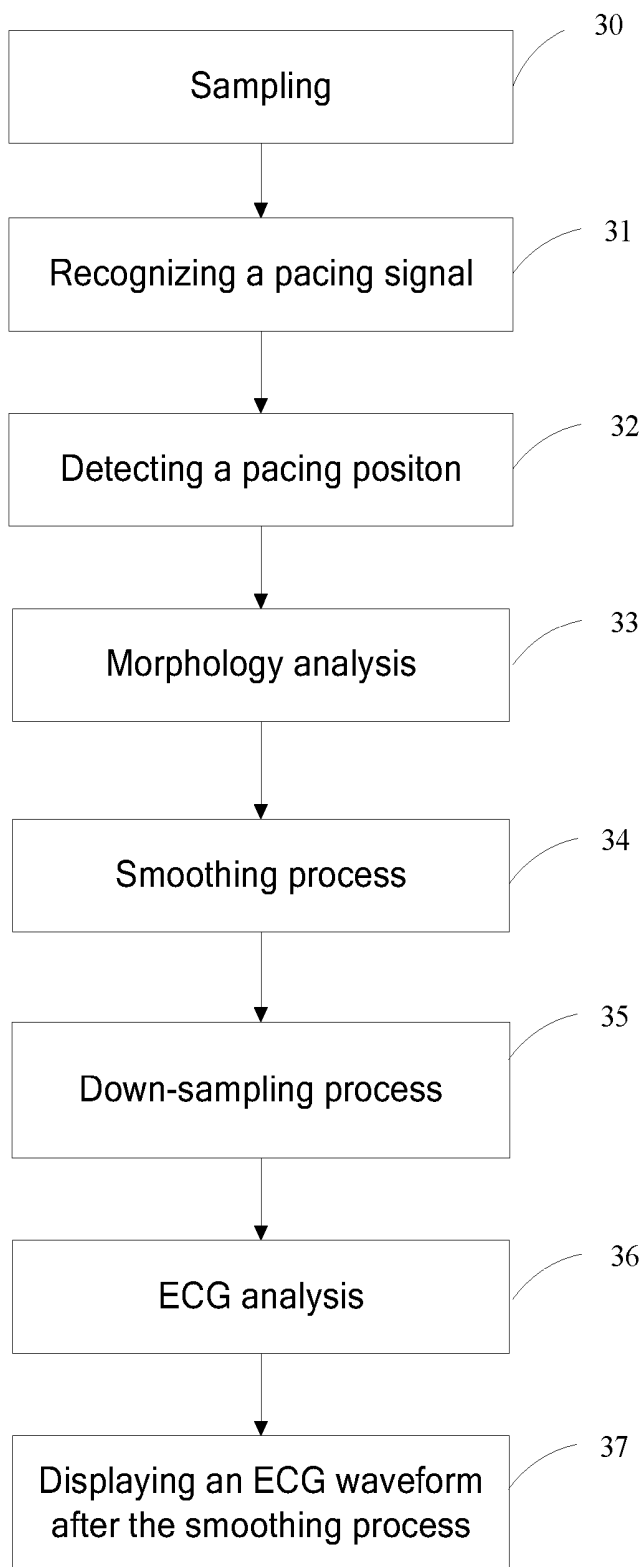 30
Sampling
31
Recognizing a pacing signal
32
Detecting a pacing positon
33
Morphology analysis
34
Smoothing process
35
Down-sampling process
36
ECG analysis
37
Displaying an ECG waveform
after the smoothing process